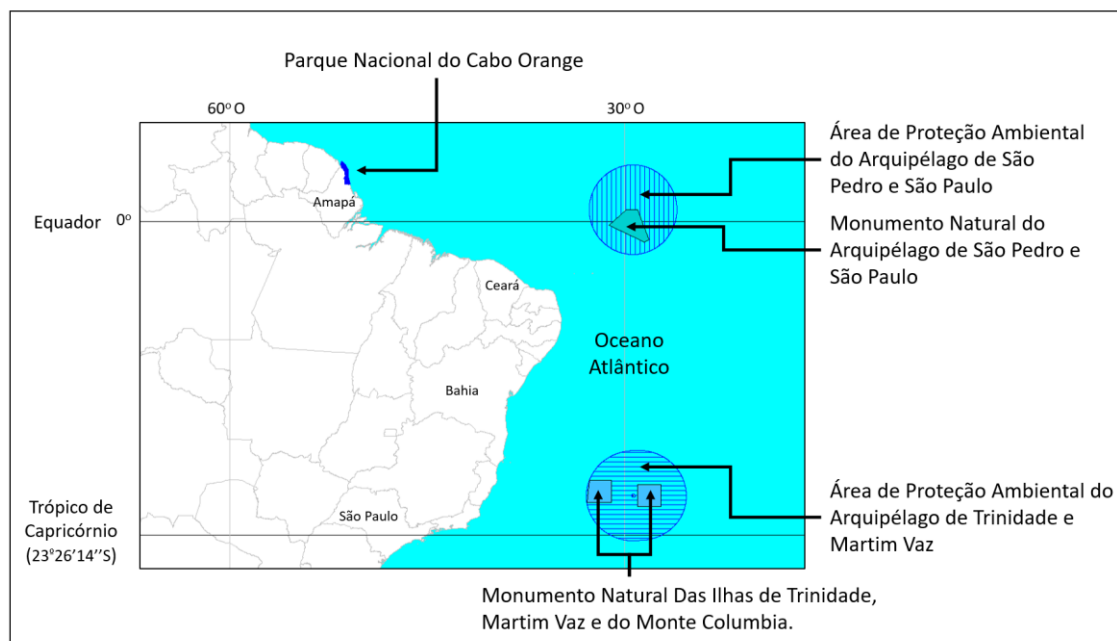 Parque Nacional do Cabo Orange
60º O
30º O
Área de Proteção Ambiental
do Arquipélago de São
Pedro e São Paulo
Amapá
Equador 0º
Monumento Natural do
Arquipélago de São Pedro e
São Paulo
Ceará
Oceano
Atlântico
Bahia
Trópico de
Capricórnio
(23º26’14’’S)
São Paulo
Área de Proteção Ambiental do
Arquipélago de Trinidade e
Martim Vaz
Monumento Natural Das Ilhas de Trinidade,
Martim Vaz e do Monte Columbia.